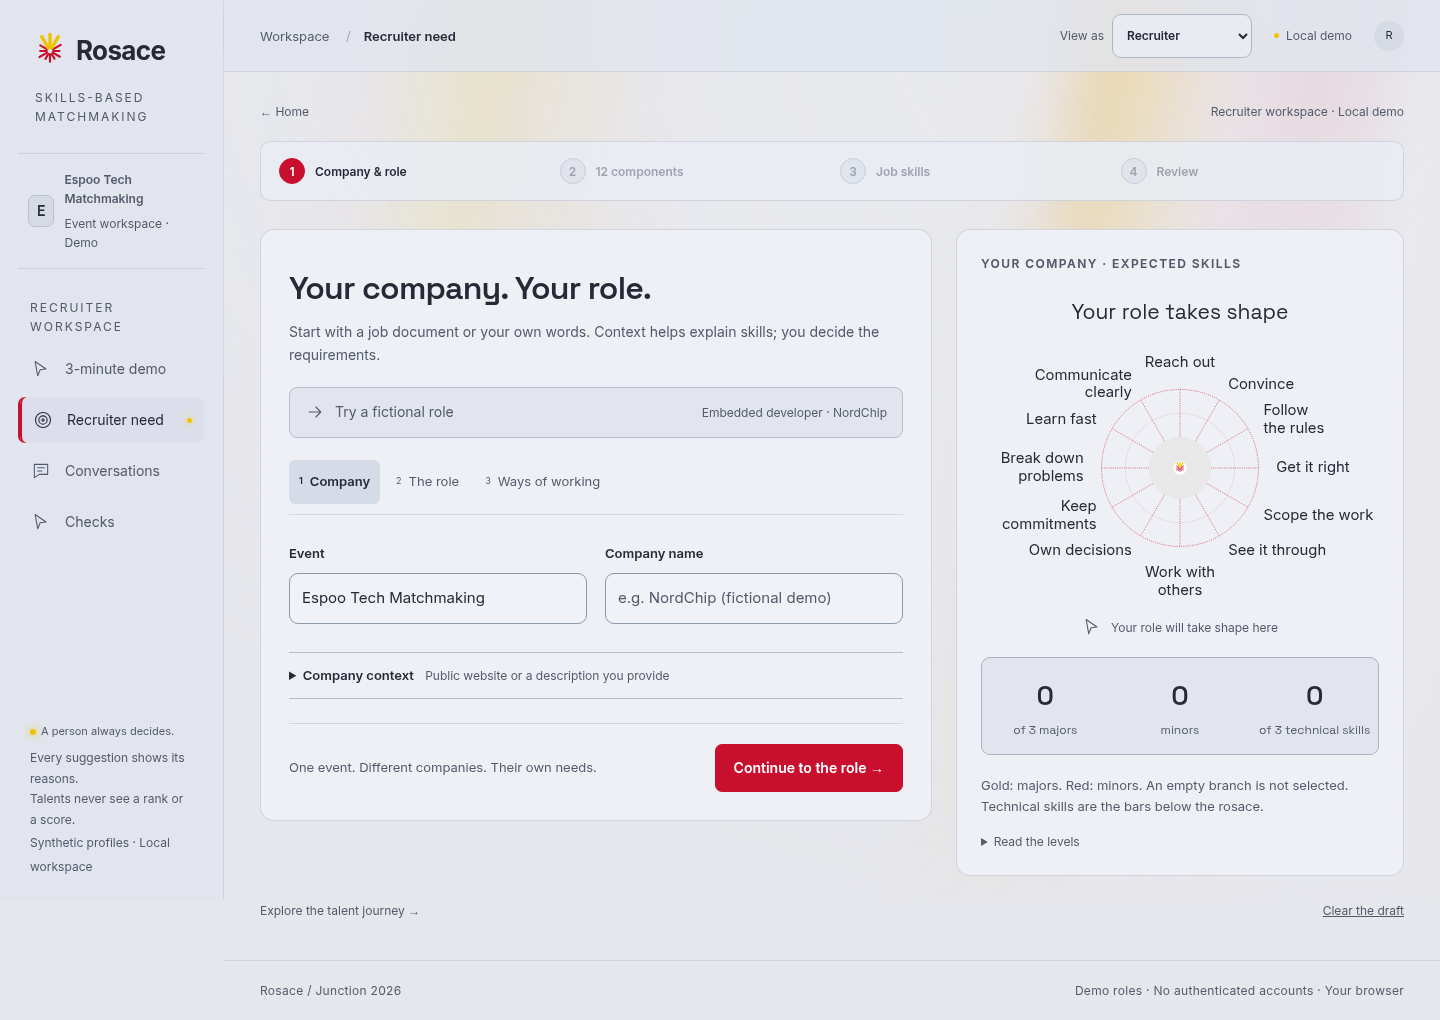 Rosace
SKILLS-BASED
MATCHMAKING
E
Espoo Tech
Matchmaking
Event workspace ·
Demo
RECRUITER
WORKSPACE
3-minute demo
Recruiter need
Conversations
Checks
A person always decides.
Every suggestion shows its
reasons.
Talents never see a rank or
a score.
Synthetic profiles · Local
workspace
Workspace / Recruiter need
View as Recruiter
Local demo
R
← Home
Recruiter workspace · Local demo
1 Company & role
2 12 components
3 Job skills
4 Review
Your company. Your role.
Start with a job document or your own words. Context helps explain skills; you decide the
requirements.
Try a fictional role
Embedded developer · NordChip
1 Company
2 The role
3 Ways of working
Event
Espoo Tech Matchmaking
Company name
e.g. NordChip (fictional demo)
Company context Public website or a description you provide
One event. Different companies. Their own needs.
Continue to the role →
YOUR COMPANY · EXPECTED SKILLS
Your role takes shape
Reach out
Convince
Follow
the rules
Get it right
Scope the work
See it through
Work with
others
Own decisions
Keep
commitments
Break down
problems
Learn fast
Communicate
clearly
Your role will take shape here
0
of 3 majors
0
minors
0
of 3 technical skills
Gold: majors. Red: minors. An empty branch is not selected.
Technical skills are the bars below the rosace.
Read the levels
Explore the talent journey →
Clear the draft
Rosace / Junction 2026
Demo roles · No authenticated accounts · Your browser